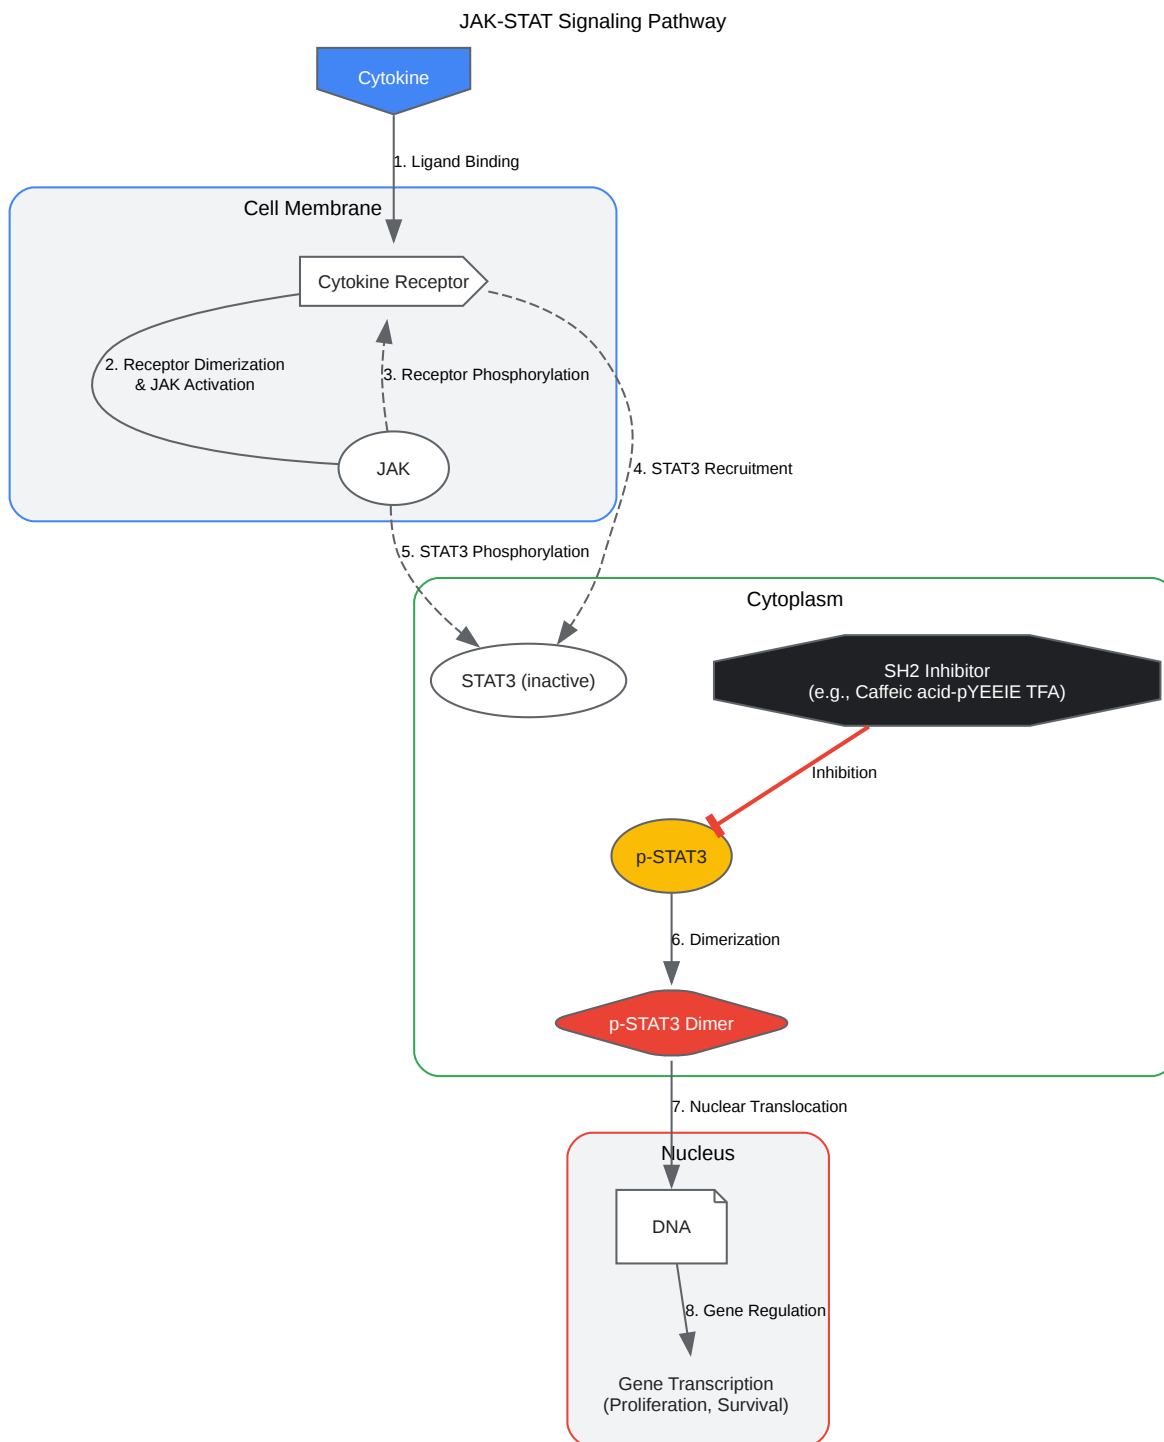 JAK-STAT Signaling Pathway
Cytokine
1. Ligand Binding
Cell Membrane
Cytokine Receptor
2. Receptor Dimerization
& JAK Activation
3. Receptor Phosphorylation
JAK
4. STAT3 Recruitment
5. STAT3 Phosphorylation
Cytoplasm
STAT3 (inactive)
SH2 Inhibitor
(e.g., Caffeic acid-pYEEIE TFA)
Inhibition
p-STAT3
6. Dimerization
p-STAT3 Dimer
7. Nuclear Translocation
Nucleus
DNA
8. Gene Regulation
Gene Transcription
(Proliferation, Survival)